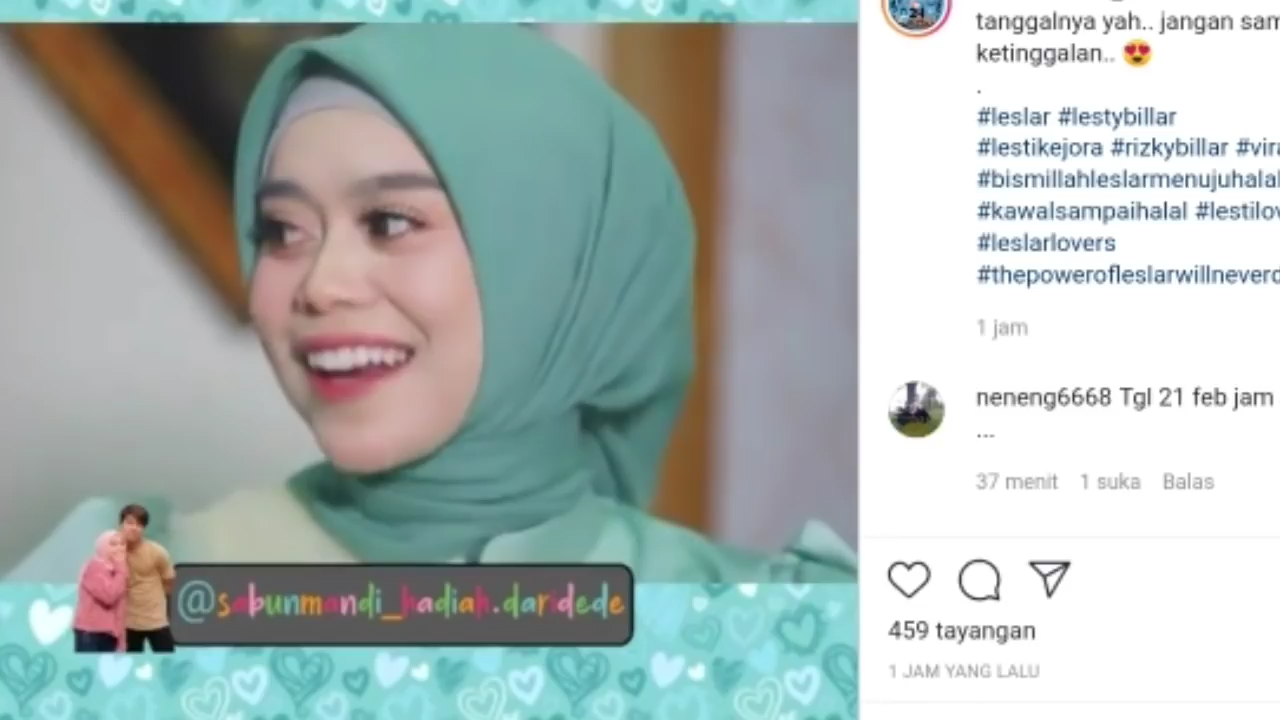 @sabunmandi_hadiah.daridede
tanggalnya yah.. jangan sam
ketinggalan.. 😍
.
#leslar #lestybillar
#lestikejora #rizkybillar #vira
#bismillahleslarmenujuhalal
#kawalsampaihalal #lestilov
#leslarlovers
#thepowerofleslarwillneverd
1 jam
neneng6668 Tgl 21 feb jam
...
37 menit 1 suka Balas
459 tayangan
1 JAM YANG LALU